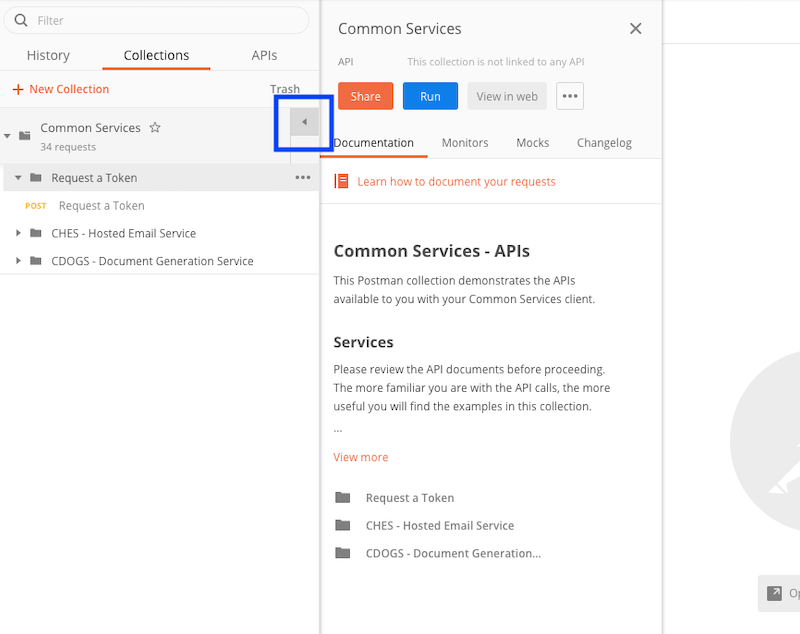 Filter
History
Collections
APIs
New Collection
Trash
Common Services
34 requests
Request a Token
POST Request a Token
CHES - Hosted Email Service
CDOGS - Document Generation Service
Common Services
API This collection is not linked to any API
Share
Run
View in web
Documentation
Monitors
Mocks
Changelog
Learn how to document your requests
Common Services - APIs
This Postman collection demonstrates the APIs
available to you with your Common Services client.
Services
Please review the API documents before proceeding.
The more familiar you are with the API calls, the more
useful you will find the examples in this collection.
...
View more
Request a Token
CHES - Hosted Email Service
CDOGS - Document Generation...